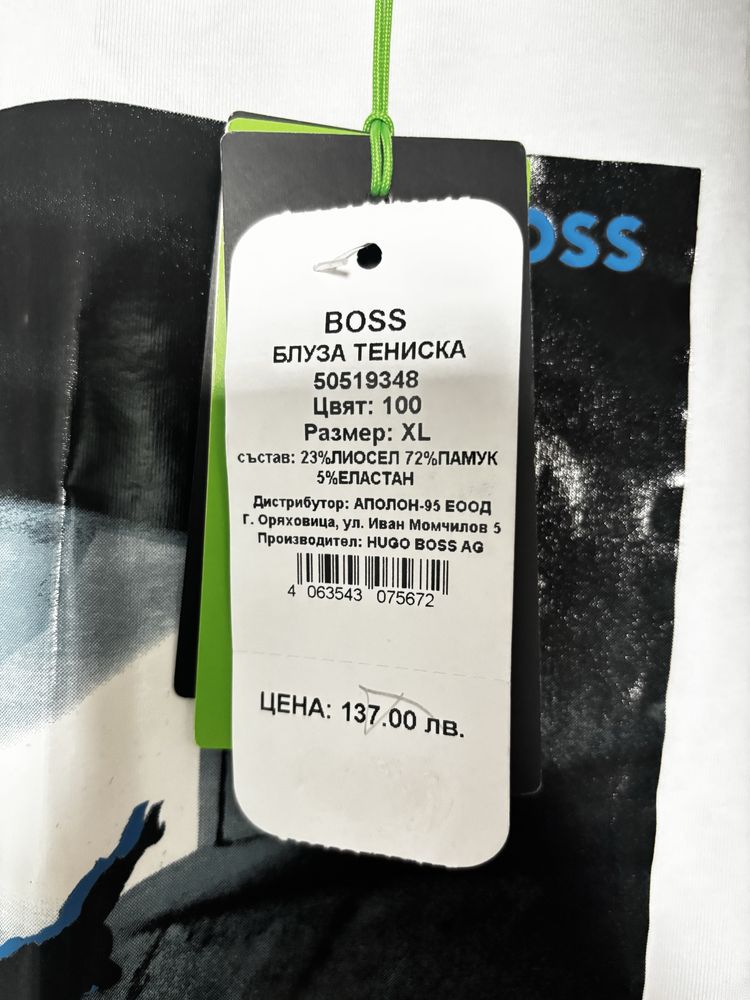 BOSS
BOSS
БЛУЗА ТЕНИСКА
50519348
Цвят: 100
Размер: XL
състав: 23%ЛИОСЕЛ 72%ПАМУК
5%ЕЛАСТАН
Дистрибутор: АПОЛОН-95 ЕООД
Г. Оряховица, ул. Иван Момчилов 5
Производител: HUGO BOSS AG
4 063543 075672
ЦЕНА: 137.00 лв.